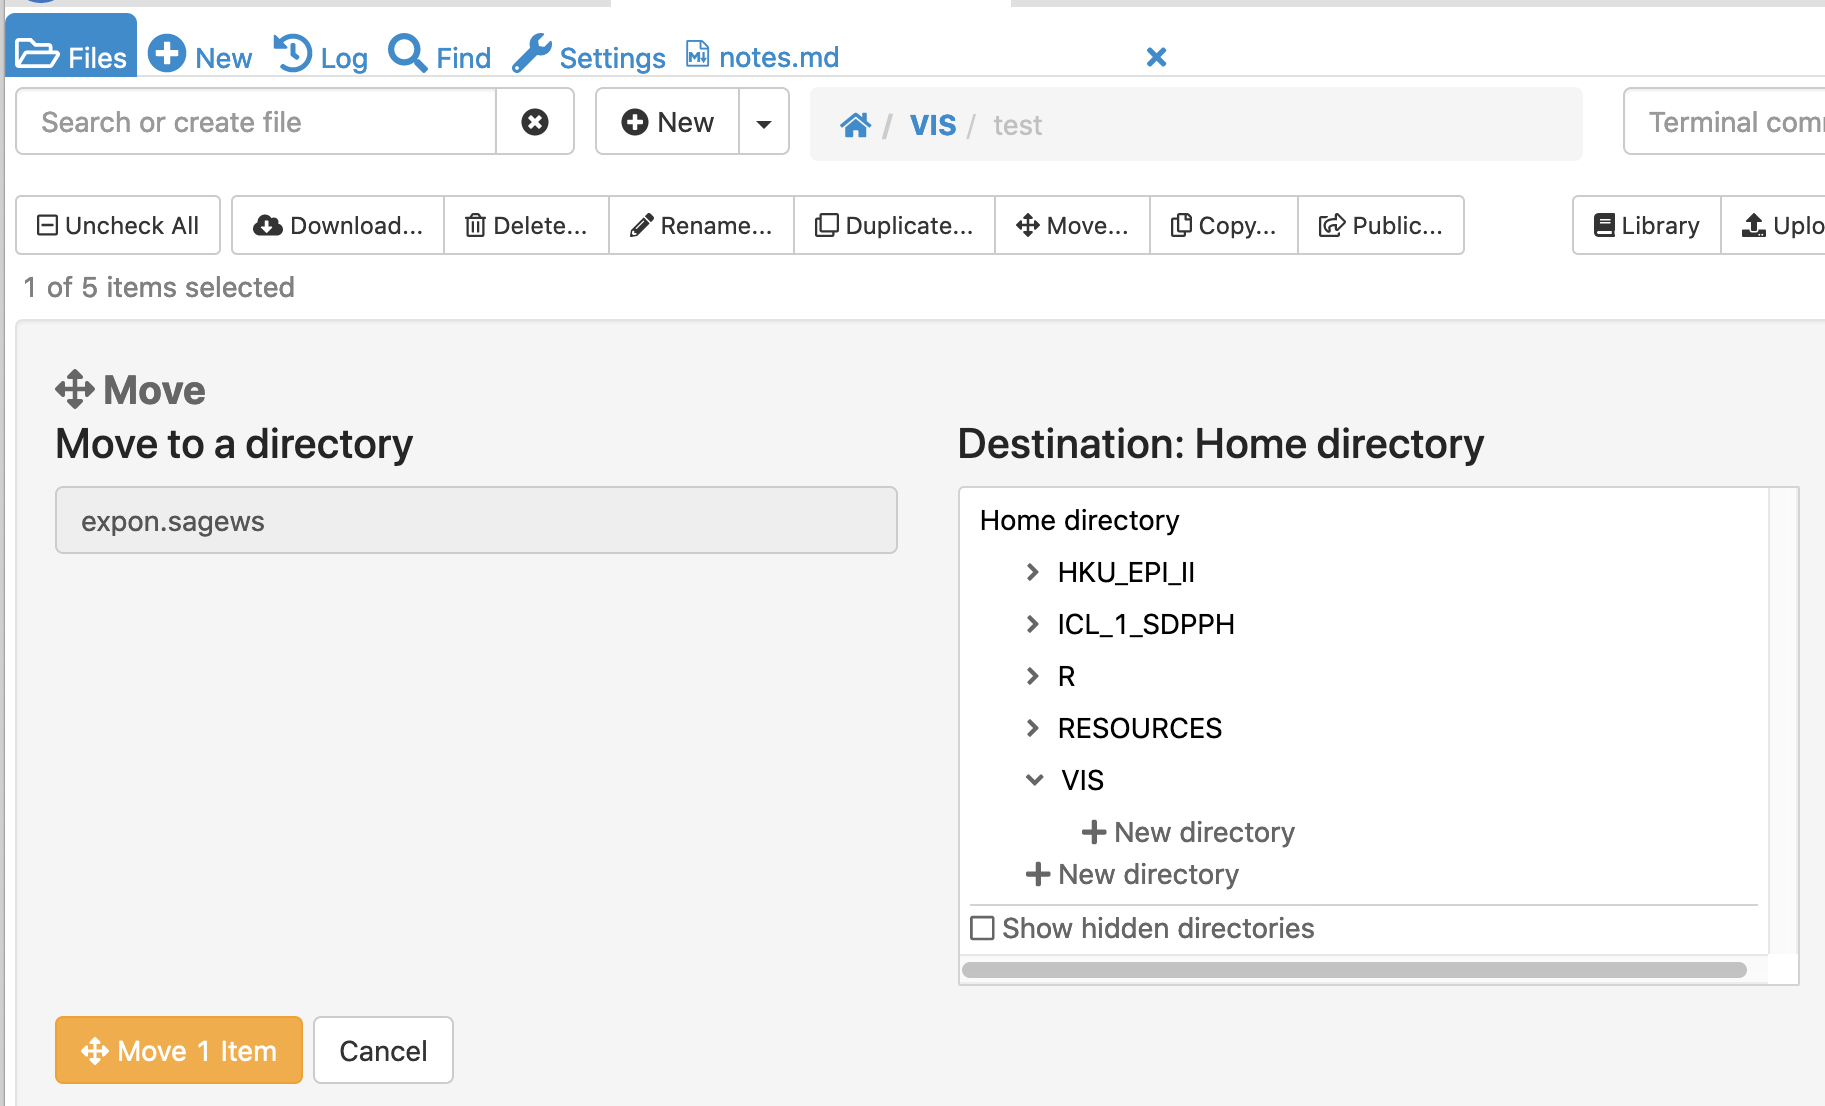 Files New Log Find Settings notes.md
Search or create file New / VIS / test Terminal com
Uncheck All Download... Delete... Rename... Duplicate... Move... Copy... Public... Library Uplo
1 of 5 items selected
Move
Move to a directory
expon.sagews
Destination: Home directory
Home directory
HKU_EPI_II
ICL_1_SDPPH
R
RESOURCES
VIS
New directory
New directory
Show hidden directories
Move 1 Item Cancel